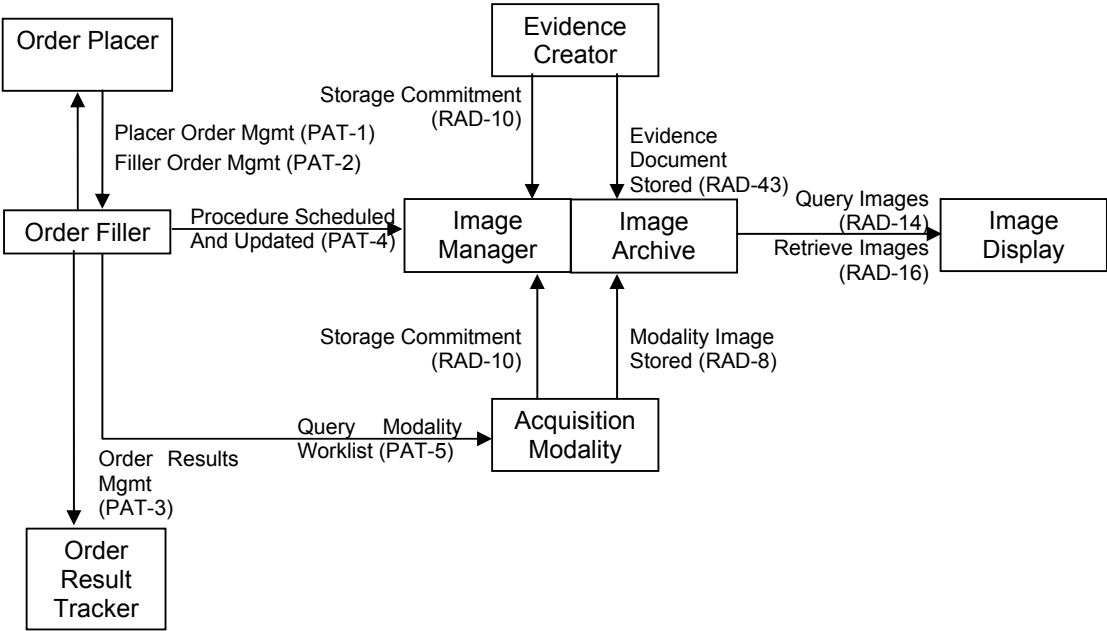 Order Placer
Evidence
Creator
Storage Commitment
(RAD-10)
Placer Order Mgmt (PAT-1)
Filler Order Mgmt (PAT-2)
Evidence
Document
Stored (RAD-43)
Order Filler
Procedure Scheduled
And Updated (PAT-4)
Image
Manager
Image
Archive
Query Images
(RAD-14)
Retrieve Images
(RAD-16)
Image
Display
Storage Commitment
(RAD-10)
Modality Image
Stored (RAD-8)
Query Modality
Worklist (PAT-5)
Acquisition
Modality
Order Results
Mgmt
(PAT-3)
Order
Result
Tracker